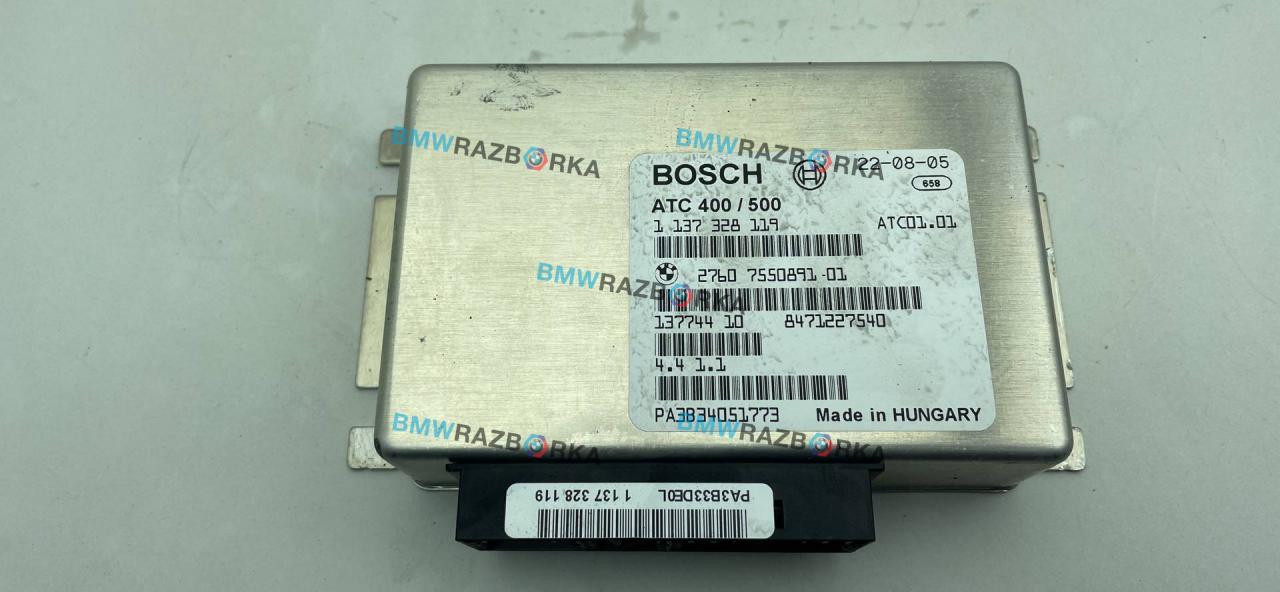 BMWRAZBORKA
BMWRAZBORKA
BOSCH 22-08-05
658
ATC 400 / 500
1 137 328 119 ATC01.01
BMWRAZBORKA
2760 7550891-01
137744 10 8471227540
4.4 1.1
PA3B34051773 Made in HUNGARY
BMWRAZBORKA
BMWRAZBORKA
PA3B333DE0L 1 137 328 119